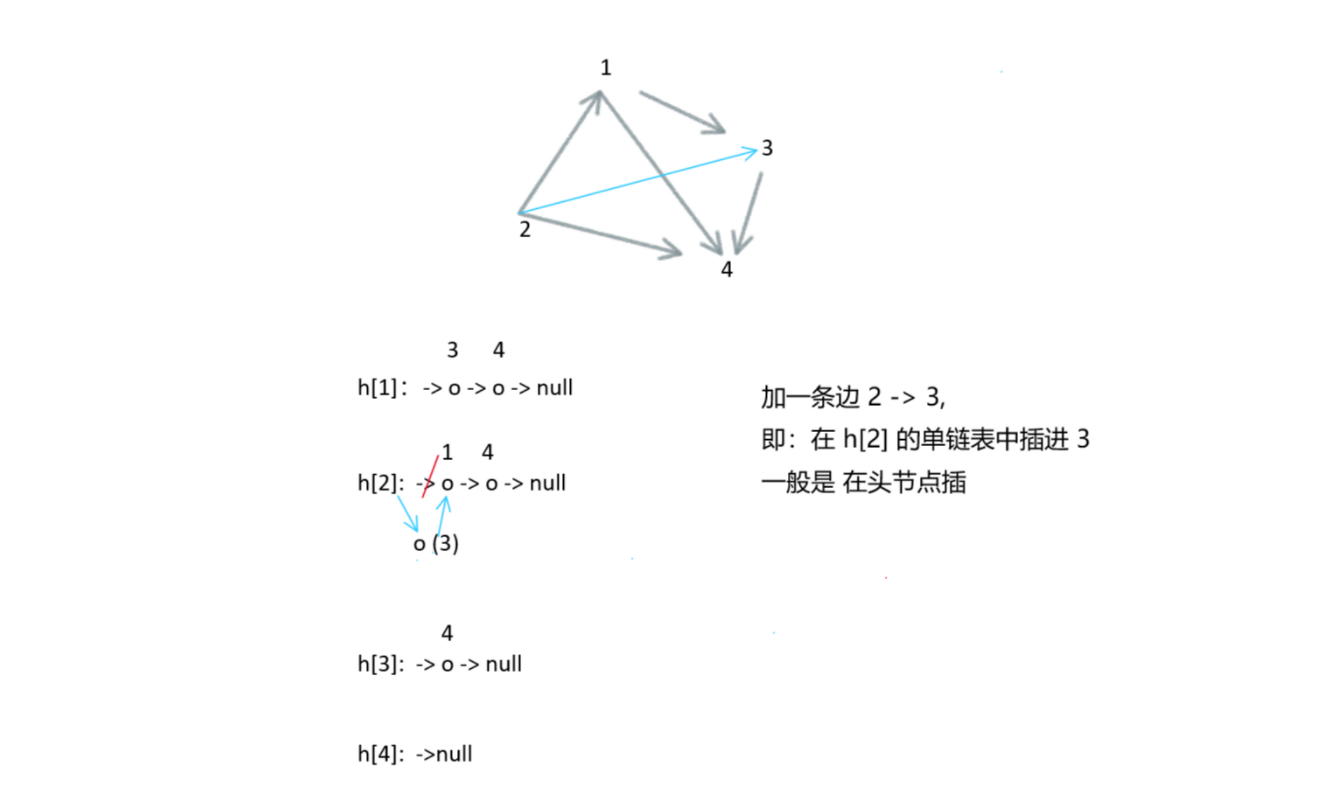 1
3
2
4
3 4
h[1]: -> o -> o -> null
加一条边 2 -> 3,
即：在 h[2] 的单链表中插进 3
一般是 在头节点插
1 4
h[2]: -> o -> o -> null
o (3)
4
h[3]: -> o -> null
h[4]: ->null